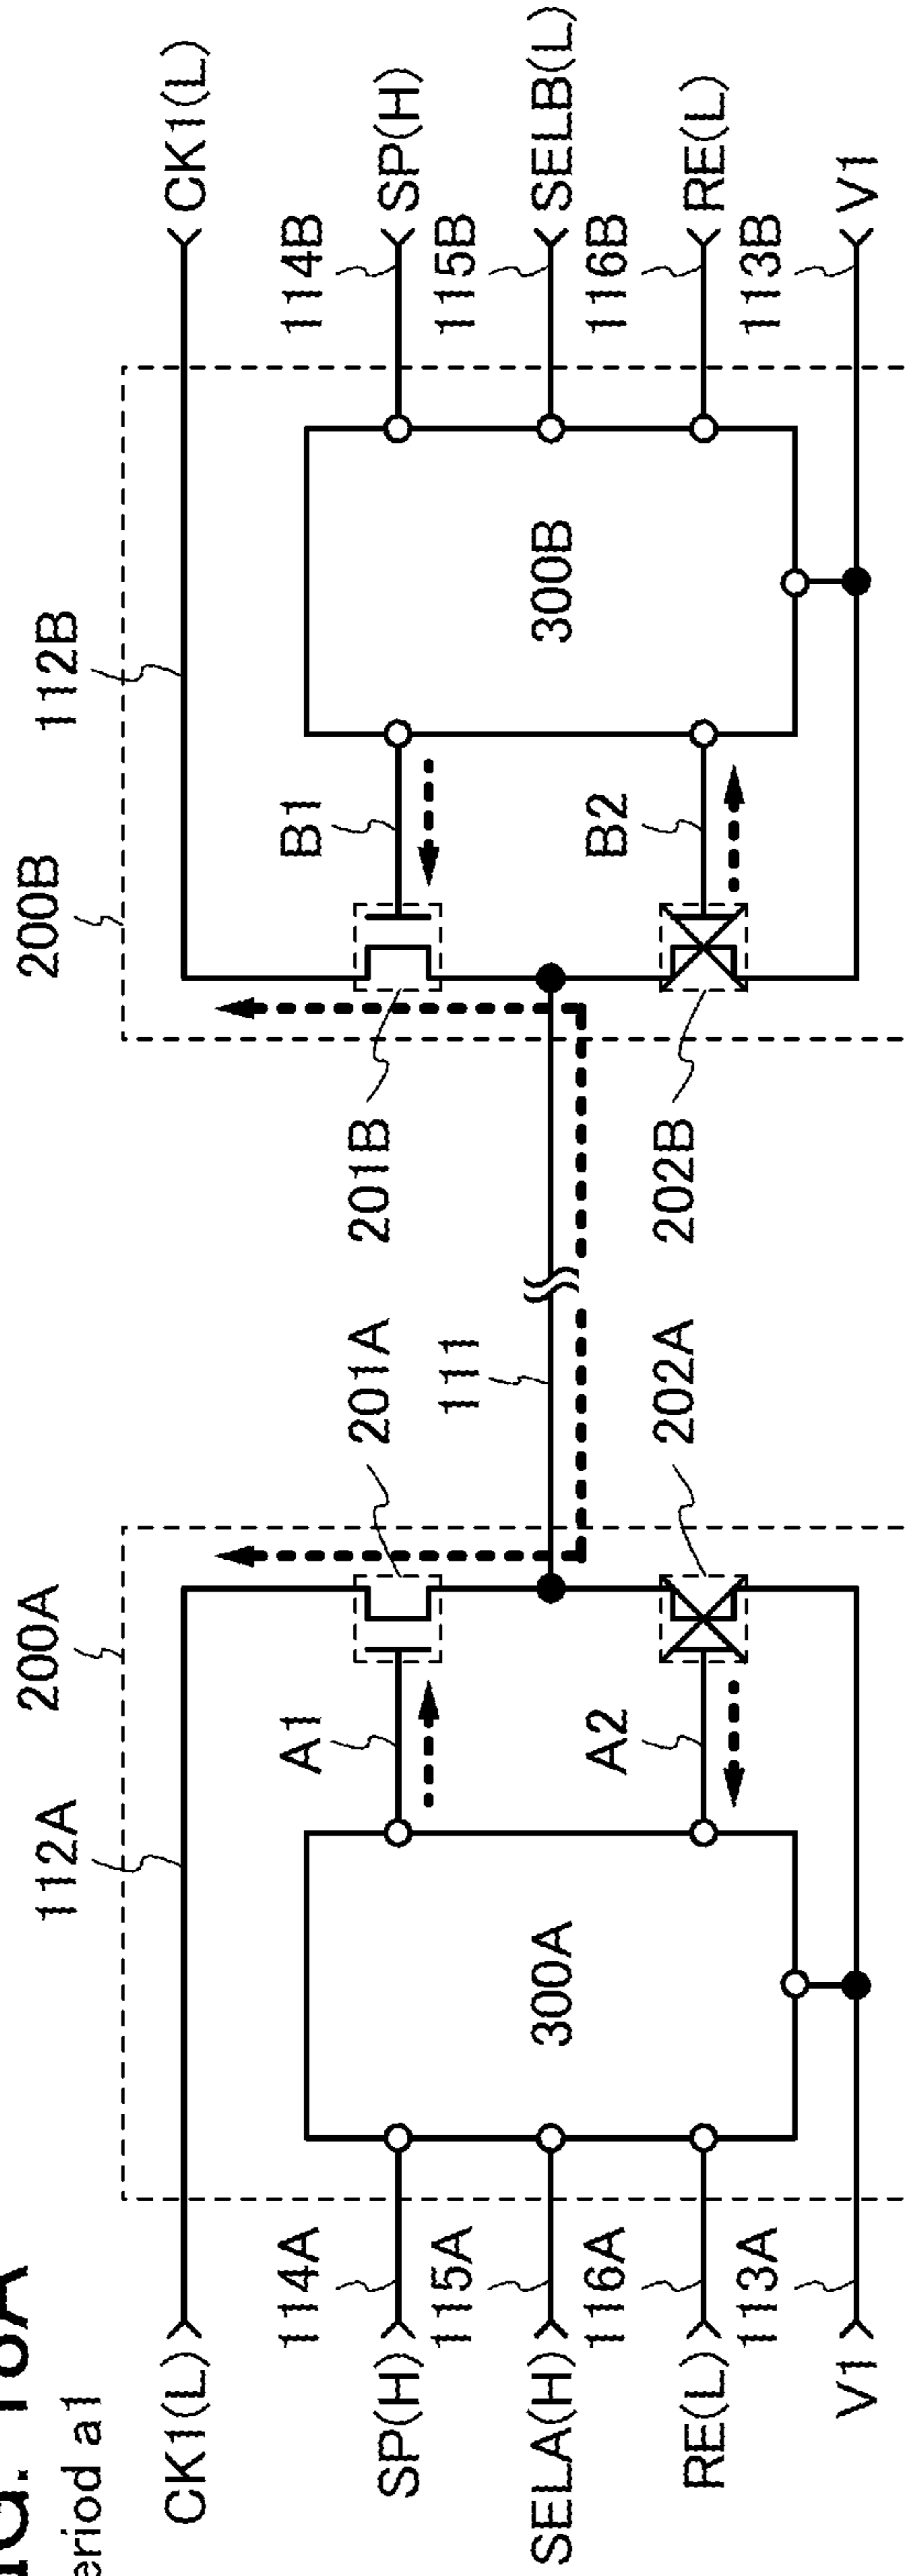 eriod a1
200A
200B
112A
112B
CK1(L)
CK1(L)
114A
A1
B1
114B
SP(H)
201A
201B
SP(H)
115A
111
115B
SELA(H)
300A
300B
SELB(L)
116A
A2
B2
116B
RE(L)
202A
202B
RE(L)
113A
113B
V1
V1